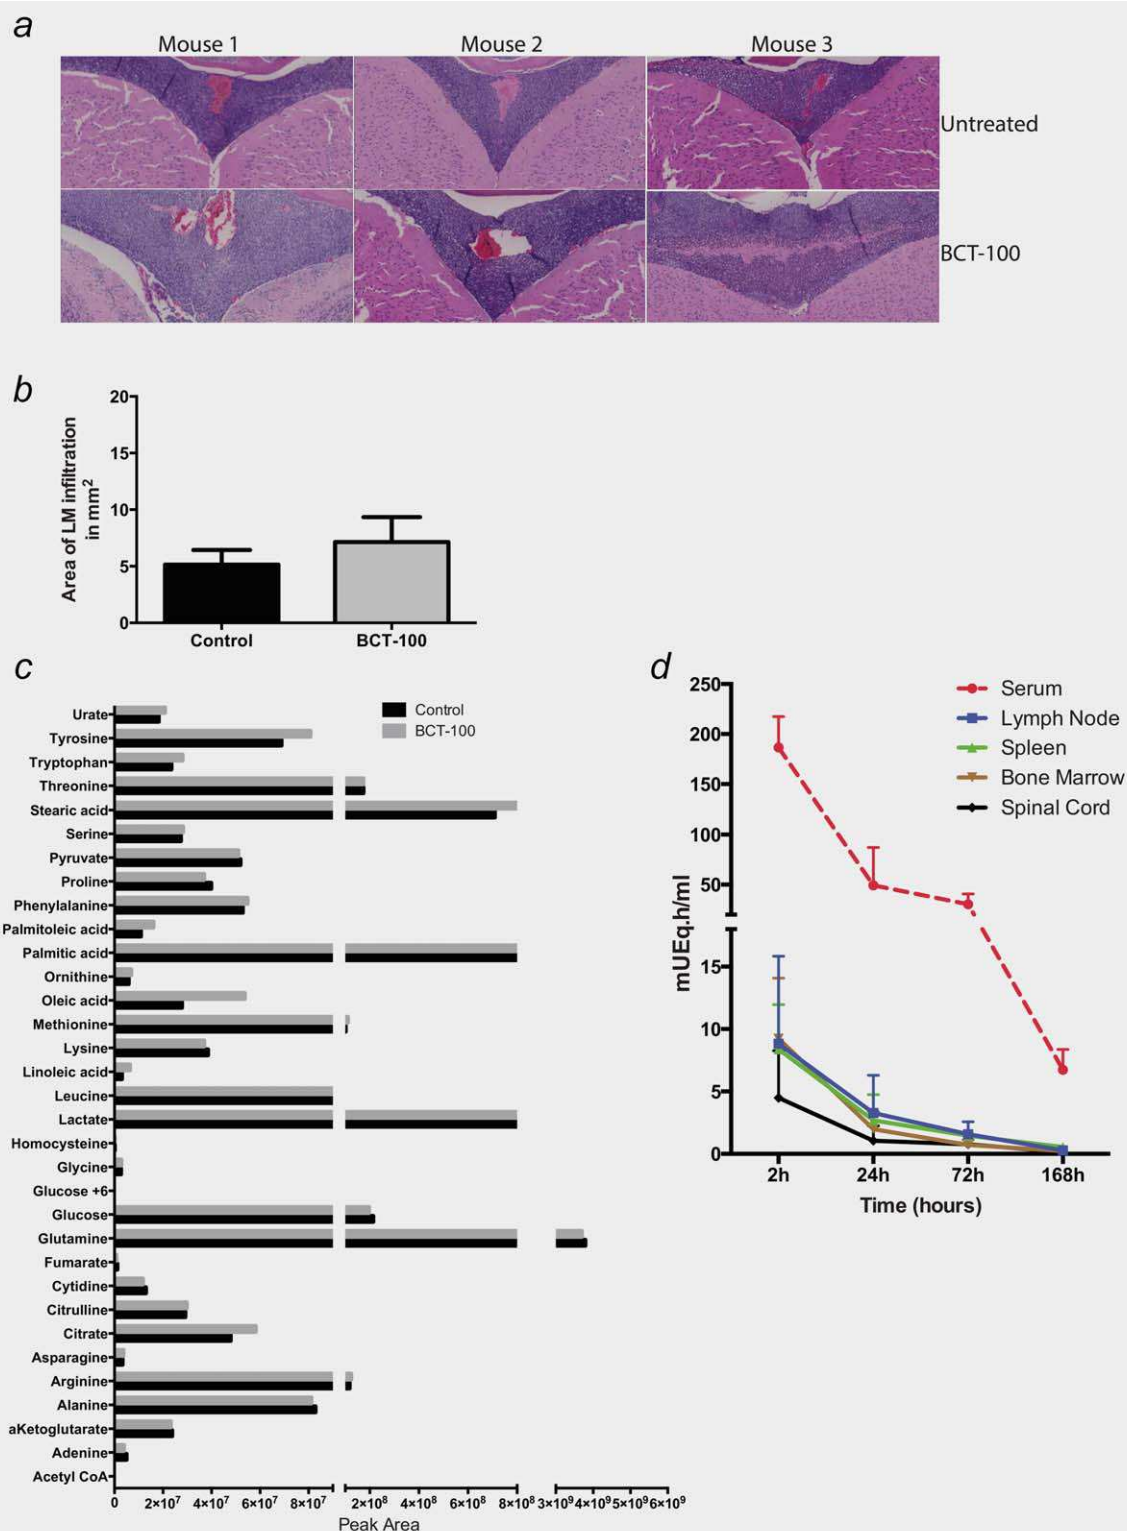 a
Mouse 1 Mouse 2 Mouse 3
Untreated
BCT-100
b
Area of LM infiltration
in mm²
20
15
10
5
0
Control BCT-100
c
Control
BCT-100
Urate
Tyrosine
Tryptophan
Threonine
Stearic acid
Serine
Pyruvate
Proline
Phenylalanine
Palmitoleic acid
Palmitic acid
Ornithine
Oleic acid
Methionine
Lysine
Linoleic acid
Leucine
Lactate
Homocysteine
Glycine
Glucose +6
Glucose
Glutamine
Fumarate
Cytidine
Citrulline
Citrate
Asparagine
Arginine
Alanine
aKetoglutarate
Adenine
Acetyl CoA
0 2×10⁷ 4×10⁷ 6×10⁷ 8×10⁷ 2×10⁸ 4×10⁸ 6×10⁸ 8×10⁸ 3×10⁹ 4×10⁹ 5×10⁹ 6×10⁹
Peak Area
d
mUEq.h/ml
250
200
150
100
50
15
10
5
0
Serum
Lymph Node
Spleen
Bone Marrow
Spinal Cord
2h 24h 72h 168h
Time (hours)